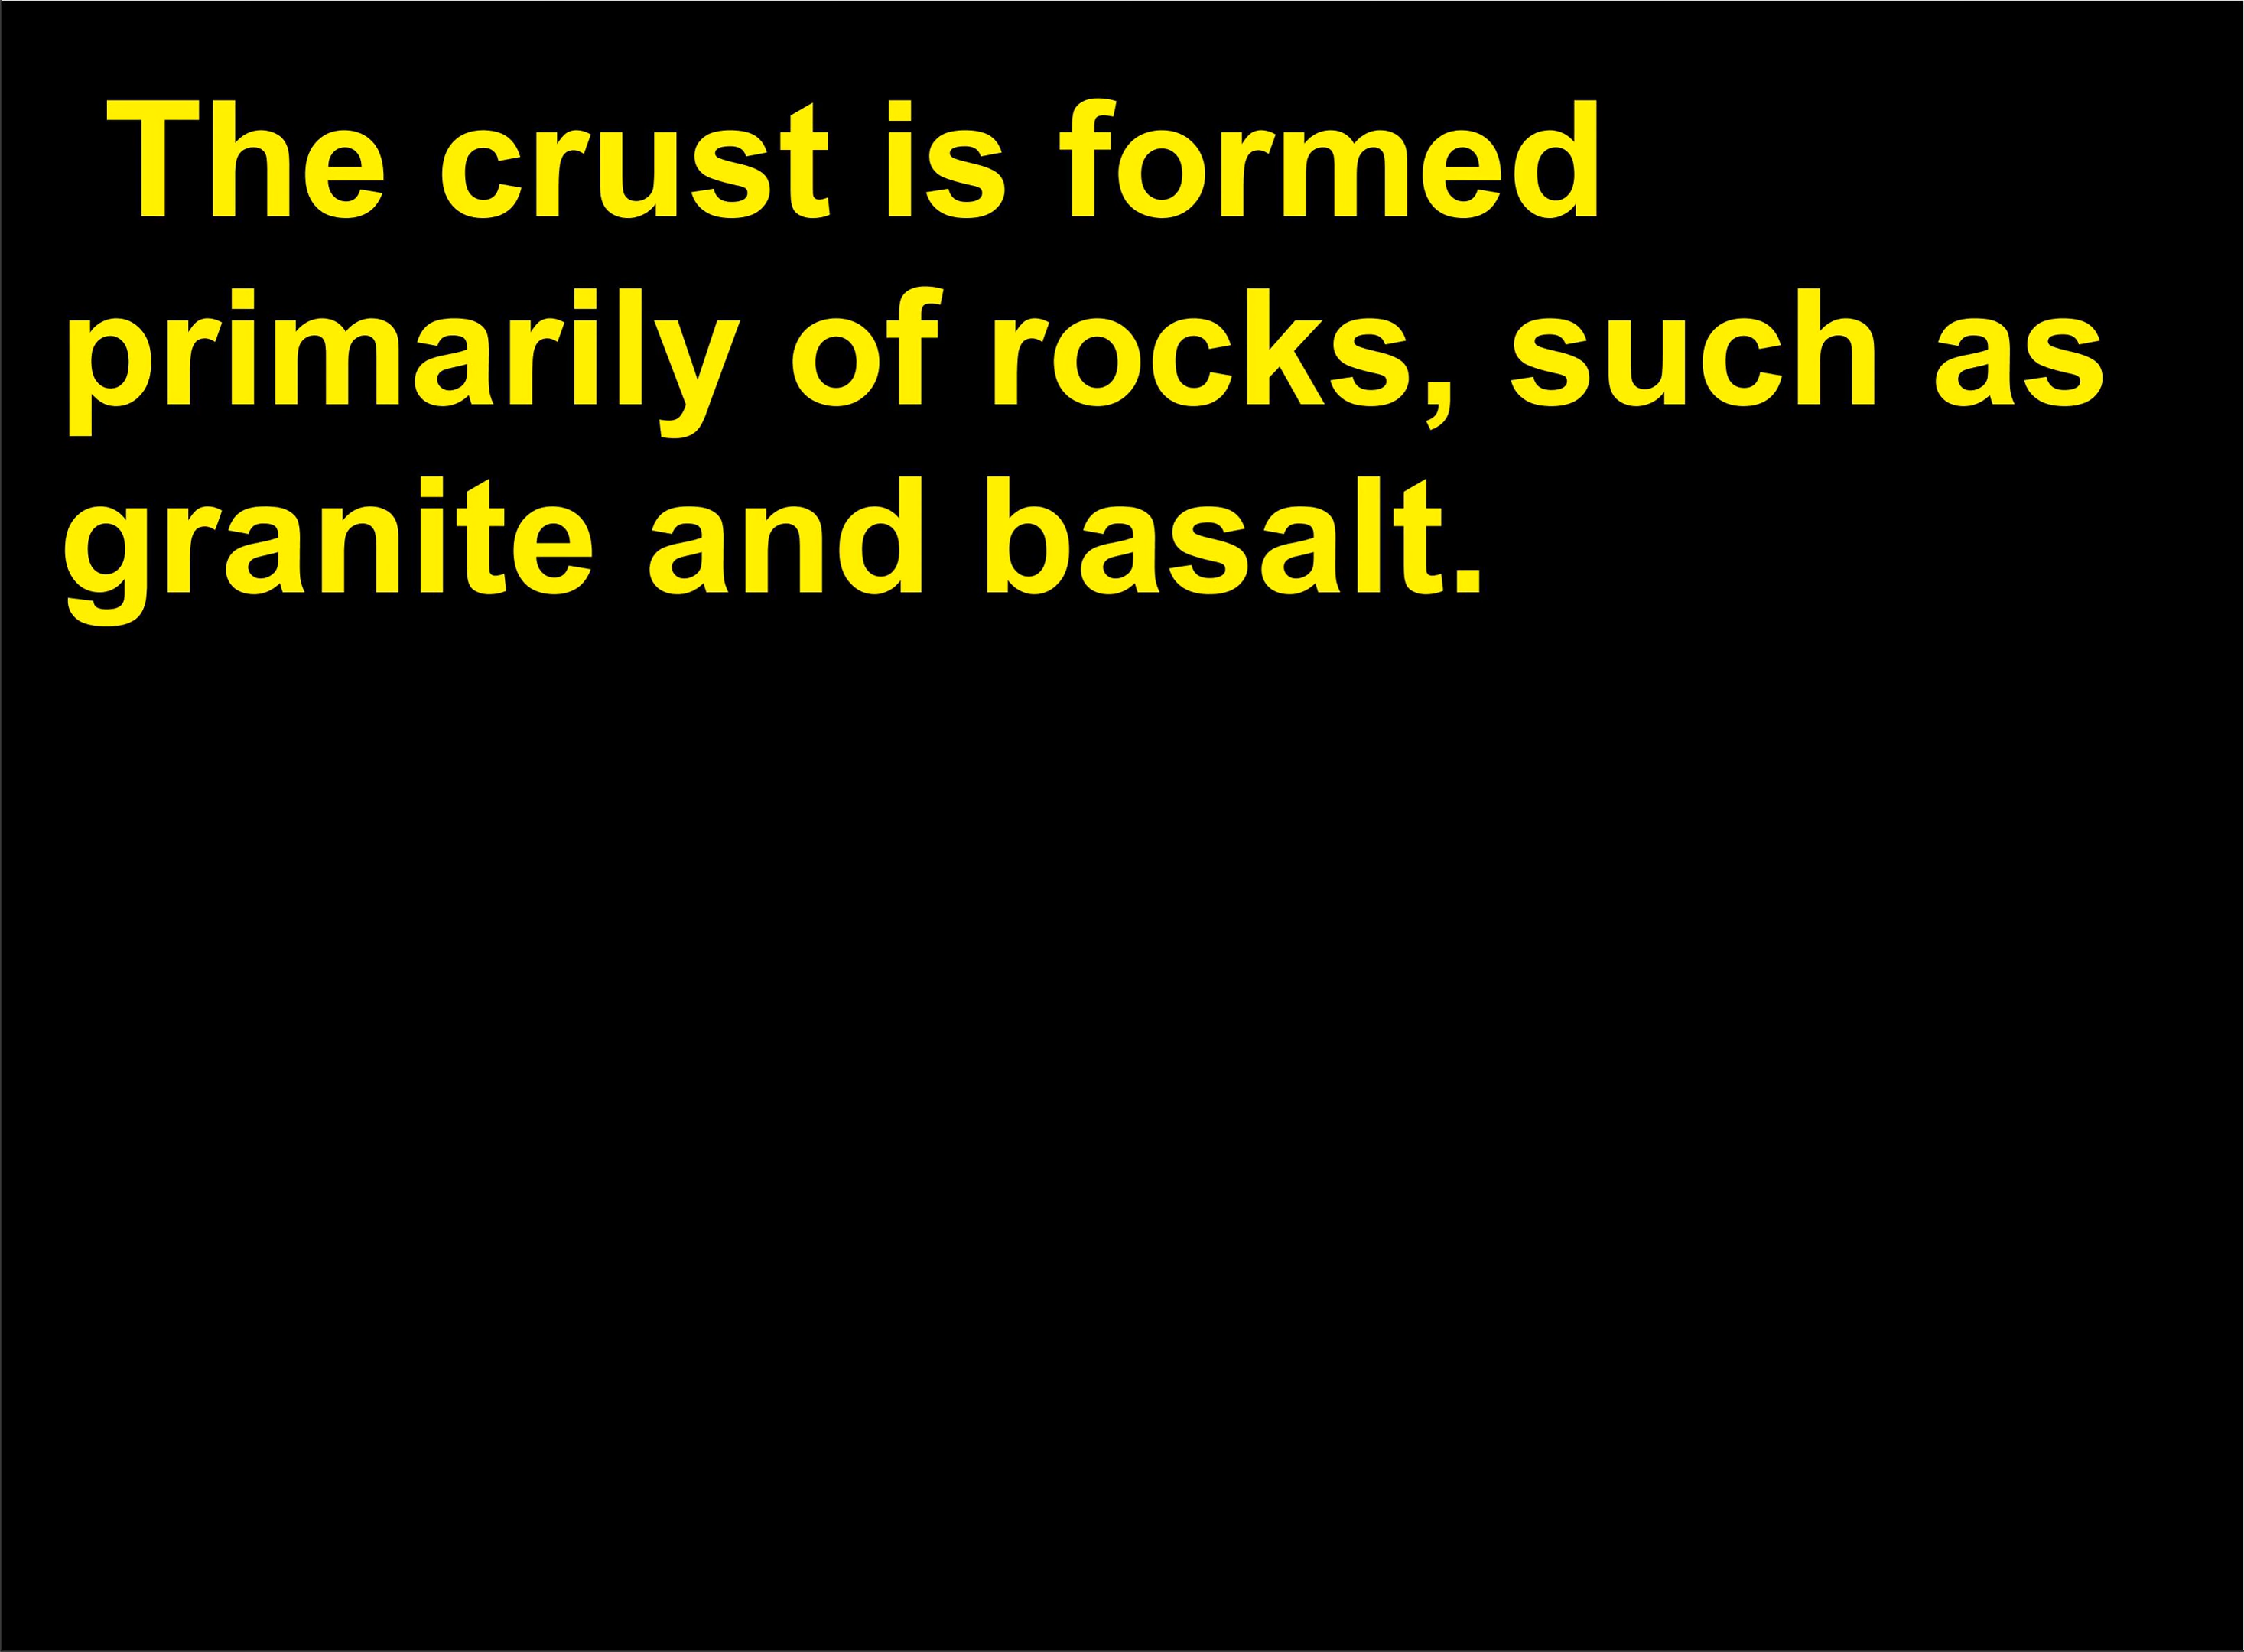 The crust is formed
primarily of rocks, such as
granite and basalt.